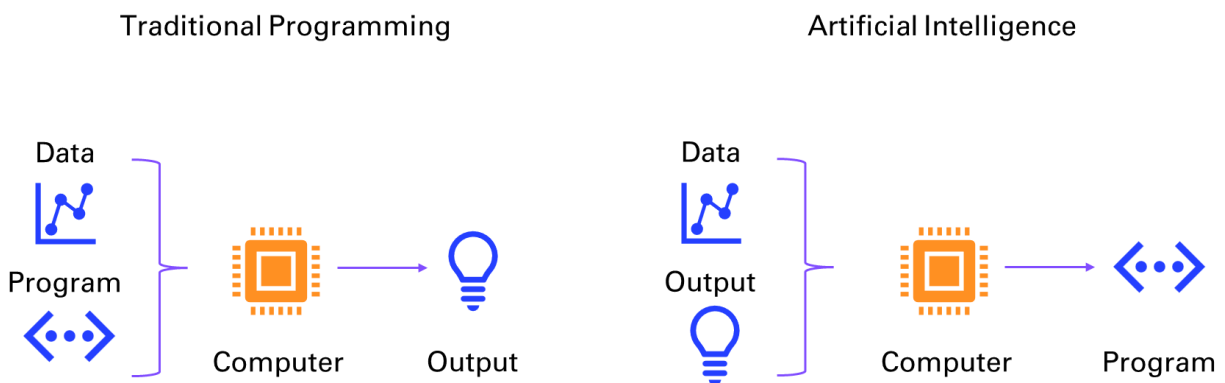 Traditional Programming
Data
Program
Computer
Output
Artificial Intelligence
Data
Output
Computer
Program